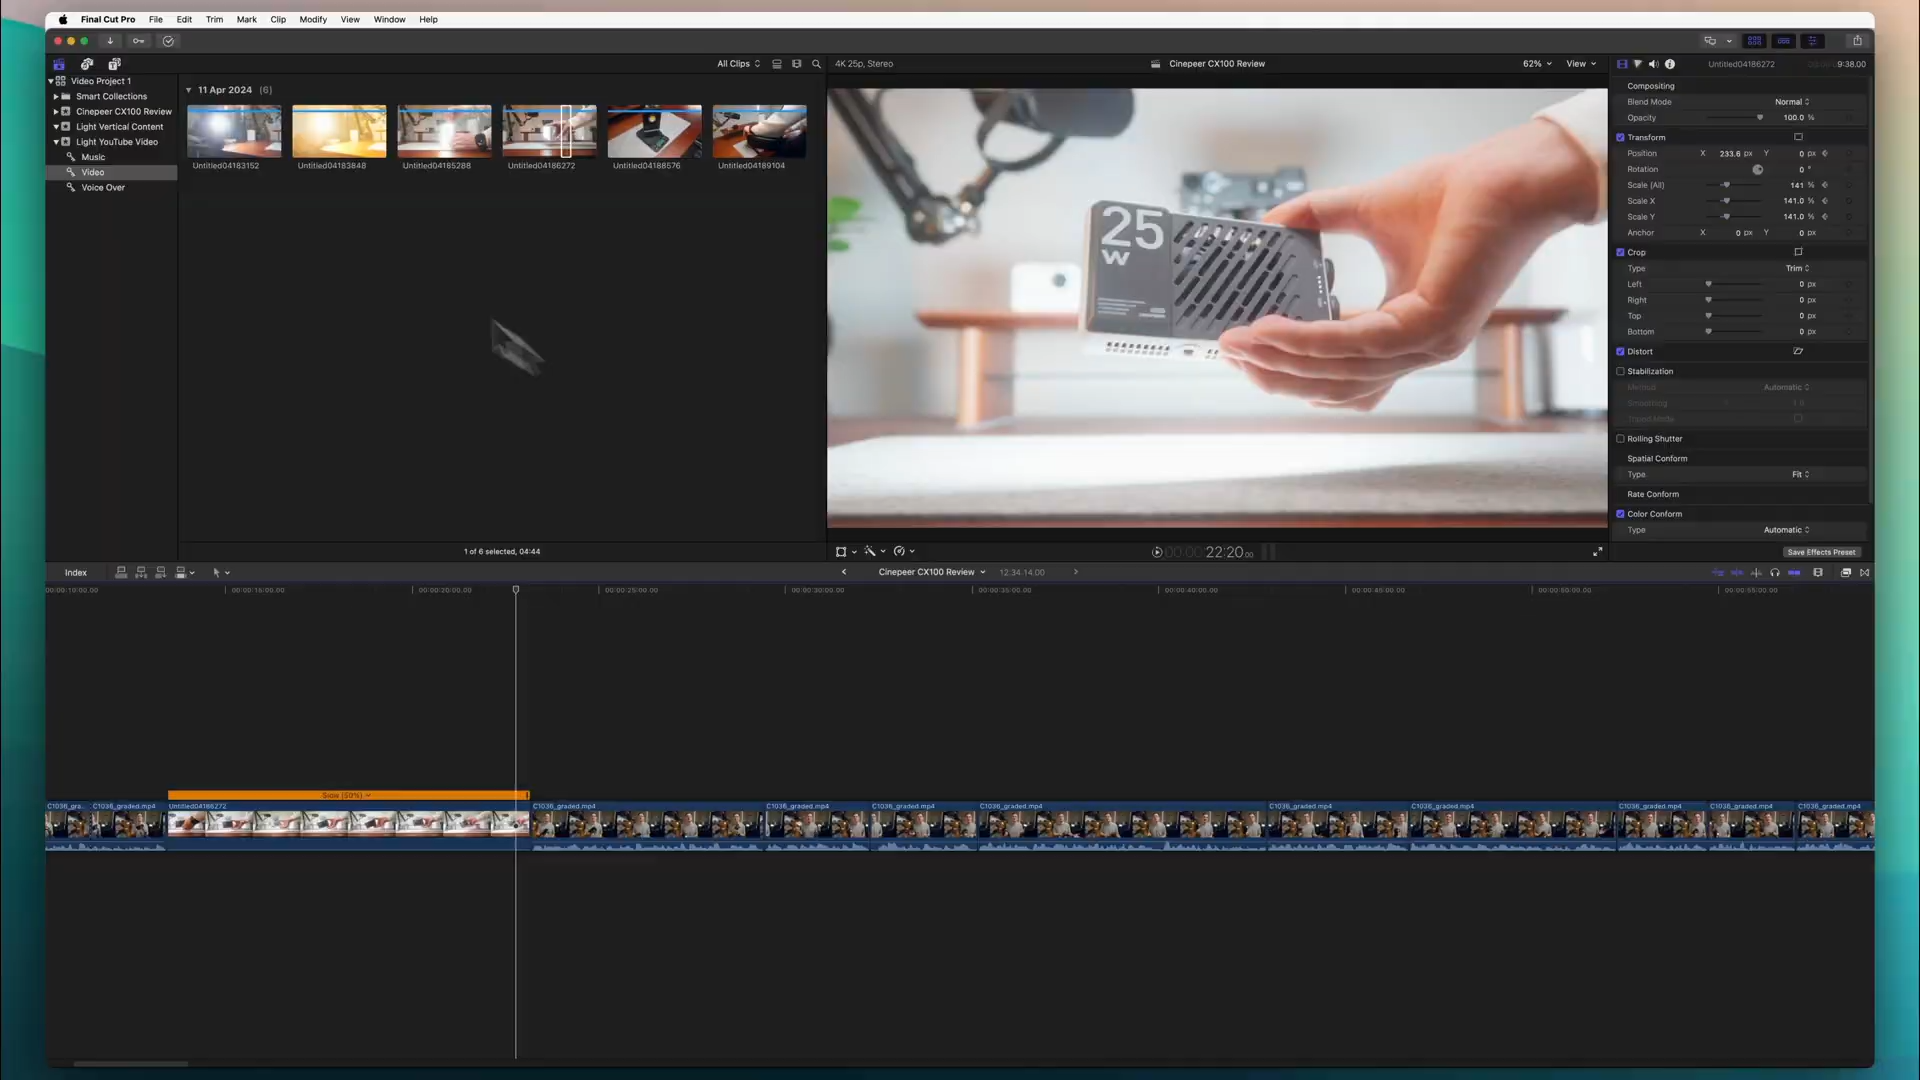 Final Cut Pro File Edit Trim Mark Clip Modify View Window Help
All Clips
4K 25p, Stereo
Cinepeer CX100 Review
62%
View
Untitled04186272
9:38.00
Video Project 1
Smart Collections
Cinepeer CX100 Review
Light Vertical Content
Light YouTube Video
Music
Video
Voice Over
11 Apr 2024 (6)
Untitled04183152
Untitled04183848
Untitled04185288
Untitled04186272
Untitled04188576
Untitled04189104
1 of 6 selected, 04:44
25
W
22:20.00
Compositing
Blend Mode Normal
Opacity 100.0 %
Transform
Position X 233.6 px Y 0 px
Rotation 0 °
Scale (All) 141 %
Scale X 141.0 %
Scale Y 141.0 %
Anchor X 0 px Y 0 px
Crop
Type Trim
Left 0 px
Right 0 px
Top 0 px
Bottom 0 px
Distort
Stabilization
Method Automatic
Smoothing
Tripod Mode
Rolling Shutter
Spatial Conform
Type Fit
Rate Conform
Color Conform
Type Automatic
Save Effects Preset
Index
Cinepeer CX100 Review
12:34.14.00
00:00:10:00.00
00:00:15:00.00
00:00:20:00.00
00:00:25:00.00
00:00:30:00.00
00:00:35:00.00
00:00:40:00.00
00:00:45:00.00
00:00:50:00.00
00:00:55:00.00
Slow (50%)
C1036_gra..
C1036_graded.mp4
Untitled04186272
C1036_graded.mp4
C1036_graded.mp4
C1036_graded.mp4
C1036_graded.mp4
C1036_graded.mp4
C1036_graded.mp4
C1036_graded.mp4
C1036_graded.mp4
C1036_graded.mp4